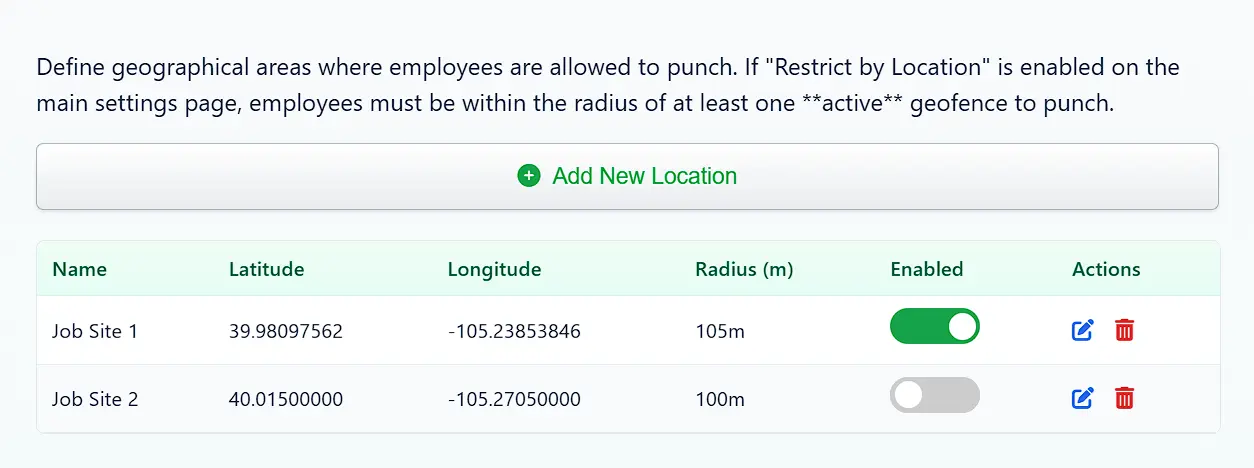 Define geographical areas where employees are allowed to punch. If "Restrict by Location" is enabled on the
main settings page, employees must be within the radius of at least one **active** geofence to punch.
Add New Location
Name Latitude Longitude Radius (m) Enabled Actions
Job Site 1 39.98097562 -105.23853846 105m
Job Site 2 40.01500000 -105.27050000 100m